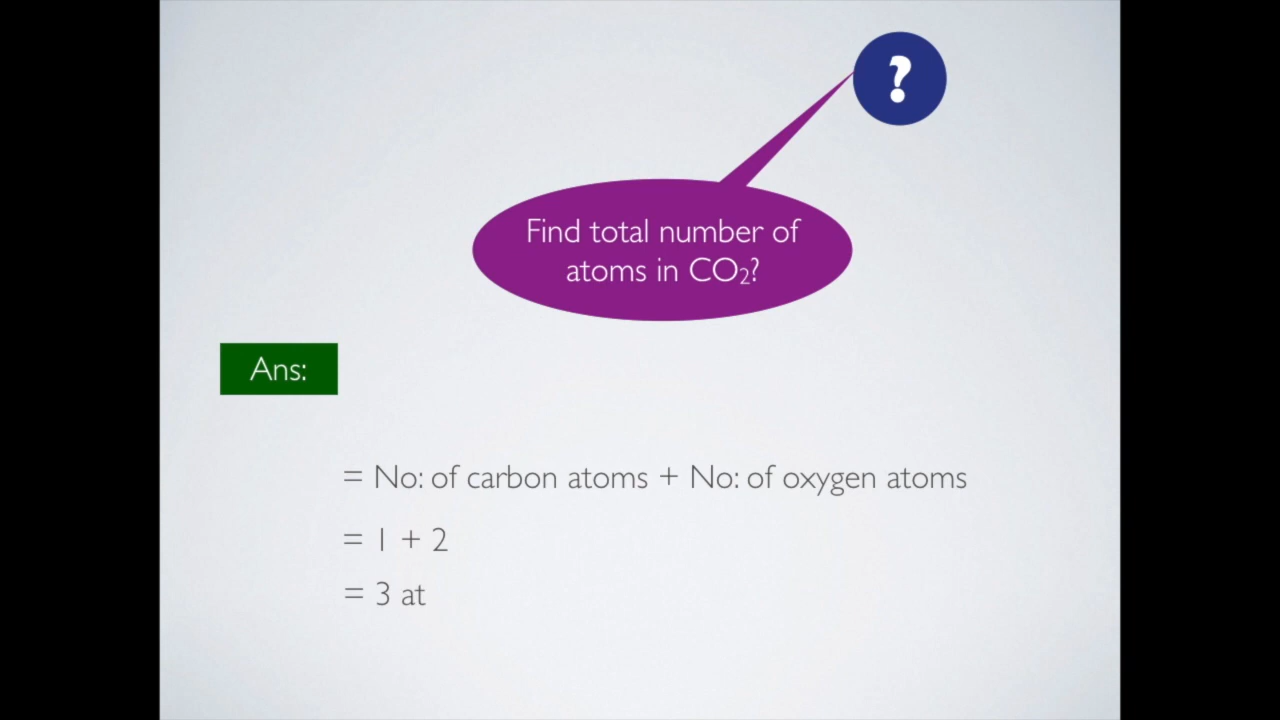 ?
Find total number of
atoms in CO₂?
Ans:
= No: of carbon atoms + No: of oxygen atoms
= 1 + 2
= 3 at